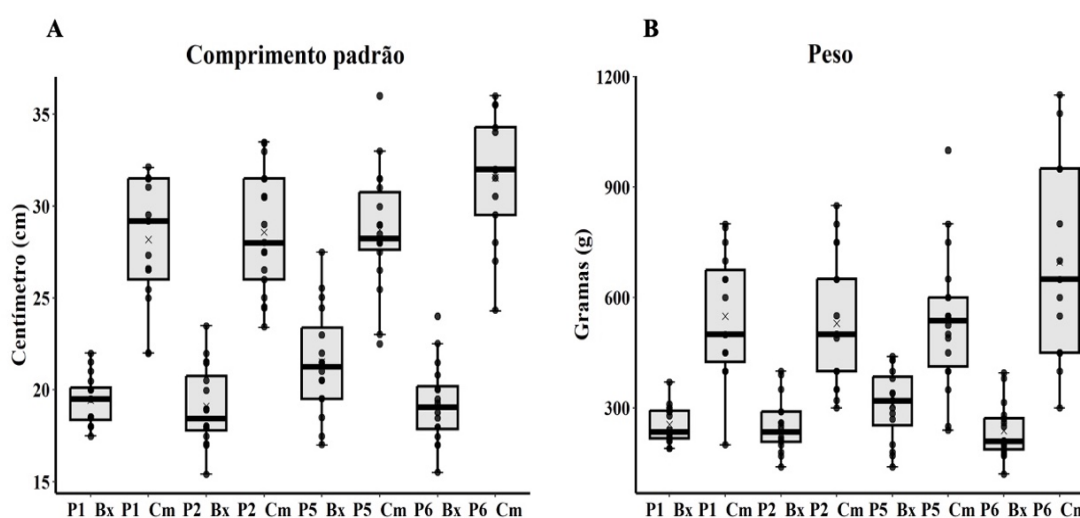 A
Comprimento padrão
Centímetro (cm)
35
30
25
20
15
P1 Bx P1 Cm P2 Bx P2 Cm P5 Bx P5 Cm P6 Bx P6 Cm
B
Peso
Gramas (g)
1200
900
600
300
P1 Bx P1 Cm P2 Bx P2 Cm P5 Bx P5 Cm P6 Bx P6 Cm